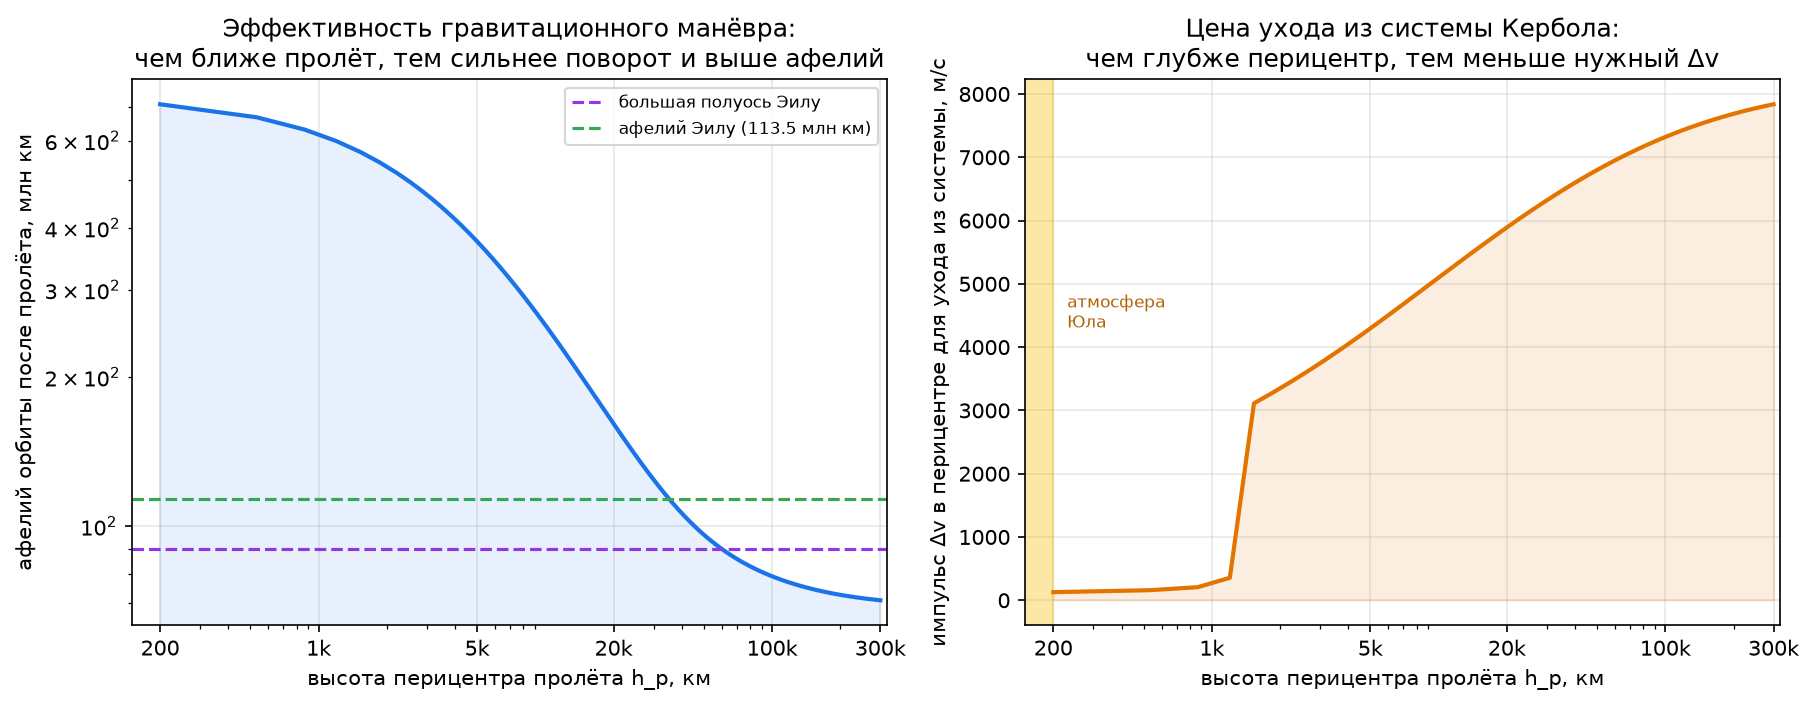 Эффективность гравитационного манёвра:
чем ближе пролёт, тем сильнее поворот и выше афелий
афелий орбиты после пролёта, млн км
6 × 10²
4 × 10²
3 × 10²
2 × 10²
10²
большая полуось Эилу
афелий Эилу (113.5 млн км)
200
1k
5k
20k
100k
300k
высота перицентра пролёта h_p, км
Цена ухода из системы Кербола:
чем глубже перицентр, тем меньше нужный Δv
импульс Δv в перицентре для ухода из системы, м/с
8000
7000
6000
5000
4000
3000
2000
1000
0
атмосфера
Юла
200
1k
5k
20k
100k
300k
высота перицентра пролёта h_p, км